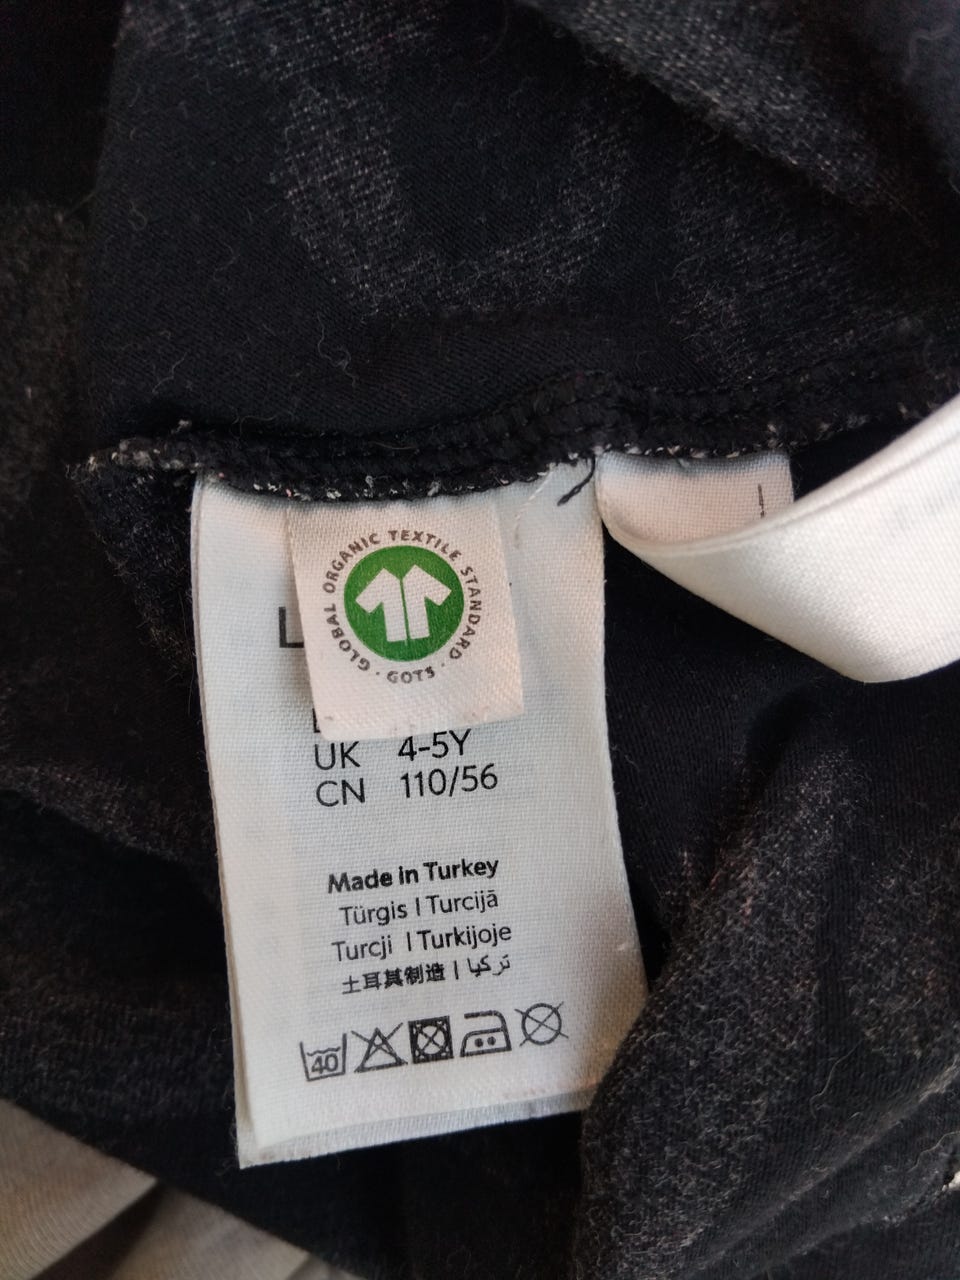 GLOBAL ORGANIC TEXTILE STANDARD · GOTS ·
UK 4-5Y
CN 110/56
Made in Turkey
Türgis | Turcijā
Turcji | Turkijoje
土耳其制造 | تركيا
40